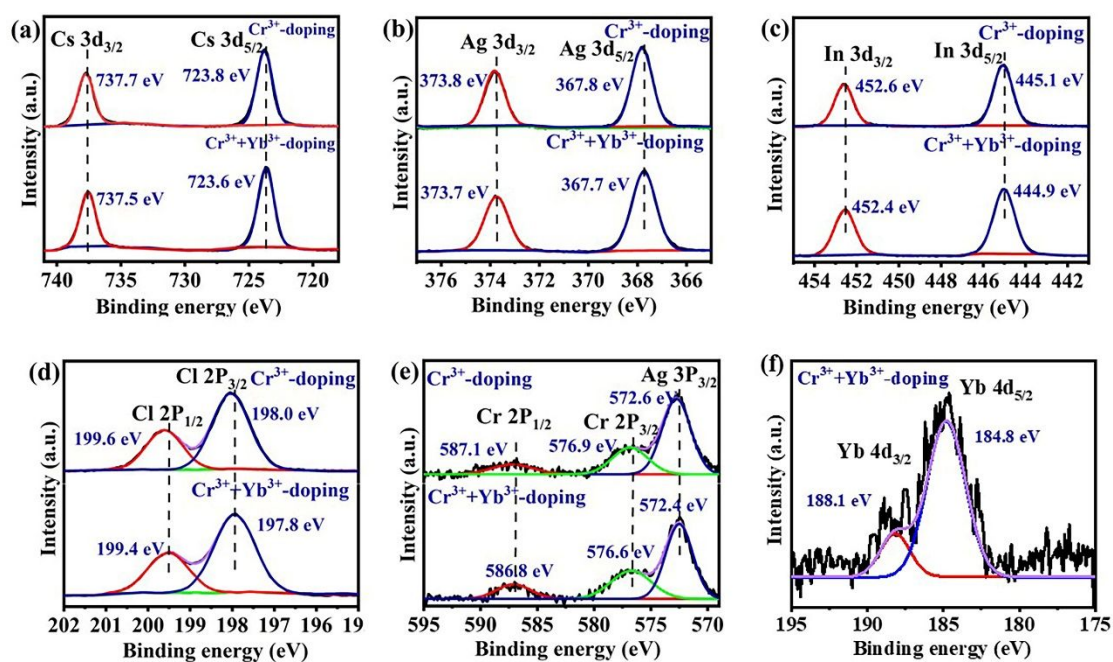 (a)
Cs 3d3/2
Cs 3d5/2
Cr3+-doping
737.7 eV
723.8 eV
Cr3++Yb3+-doping
737.5 eV
723.6 eV
Intensity (a.u.)
740 735 730 725 720
Binding energy (eV)
(b)
Cr3+-doping
Ag 3d3/2
Ag 3d5/2
373.8 eV
367.8 eV
Cr3++Yb3+-doping
373.7 eV
367.7 eV
Intensity (a.u.)
376 374 372 370 368 366
Binding energy (eV)
(c)
Cr3+-doping
In 3d3/2
In 3d5/2
452.6 eV
445.1 eV
Cr3++Yb3+-doping
452.4 eV
444.9 eV
Intensity (a.u.)
454 452 450 448 446 444 442
Binding energy (eV)
(d)
Cl 2P3/2
Cr3+-doping
Cl 2P1/2
198.0 eV
199.6 eV
Cr3++Yb3+-doping
197.8 eV
199.4 eV
Intensity (a.u.)
202 201 200 199 198 197 196 19
Binding energy (eV)
(e)
Cr3+-doping
Ag 3P3/2
572.6 eV
Cr 2P1/2
Cr 2P3/2
587.1 eV
576.9 eV
Cr3++Yb3+-doping
572.4 eV
576.6 eV
586.8 eV
Intensity (a.u.)
595 590 585 580 575 570
Binding energy (eV)
(f)
Cr3++Yb3+-doping
Yb 4d5/2
184.8 eV
Yb 4d3/2
188.1 eV
Intensity (a.u.)
195 190 185 180 175
Binding energy (eV)